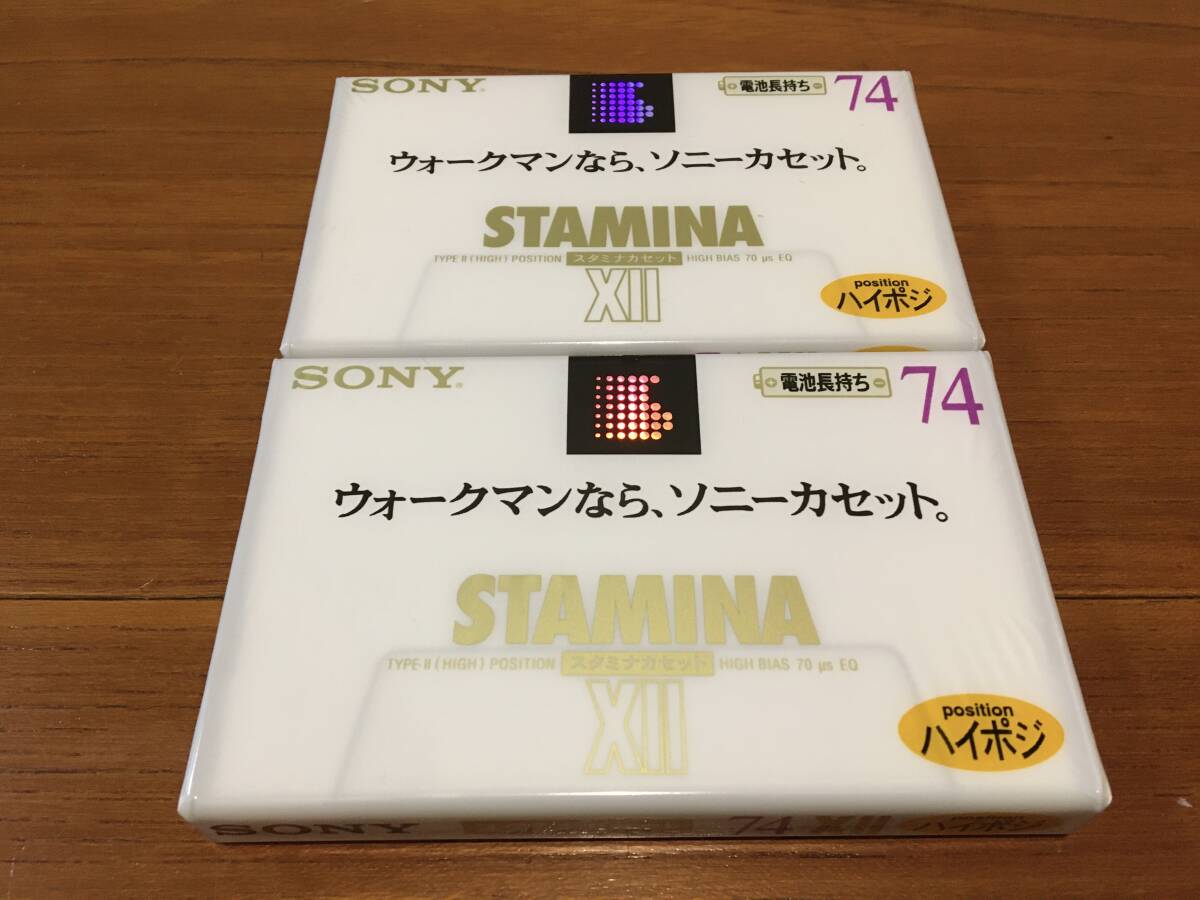 SONY
電池長持ち 74
ウォークマンなら、ソニーカセット。
STAMINA
TYPE II (HIGH) POSITION スタミナカセット HIGH BIAS 70 μs EQ
XII
position
ハイポジ
SONY
電池長持ち 74
ウォークマンなら、ソニーカセット。
STAMINA
TYPE II (HIGH) POSITION スタミナカセット HIGH BIAS 70 μs EQ
XII
position
ハイポジ
SONY 74 XII position
ハイポジ